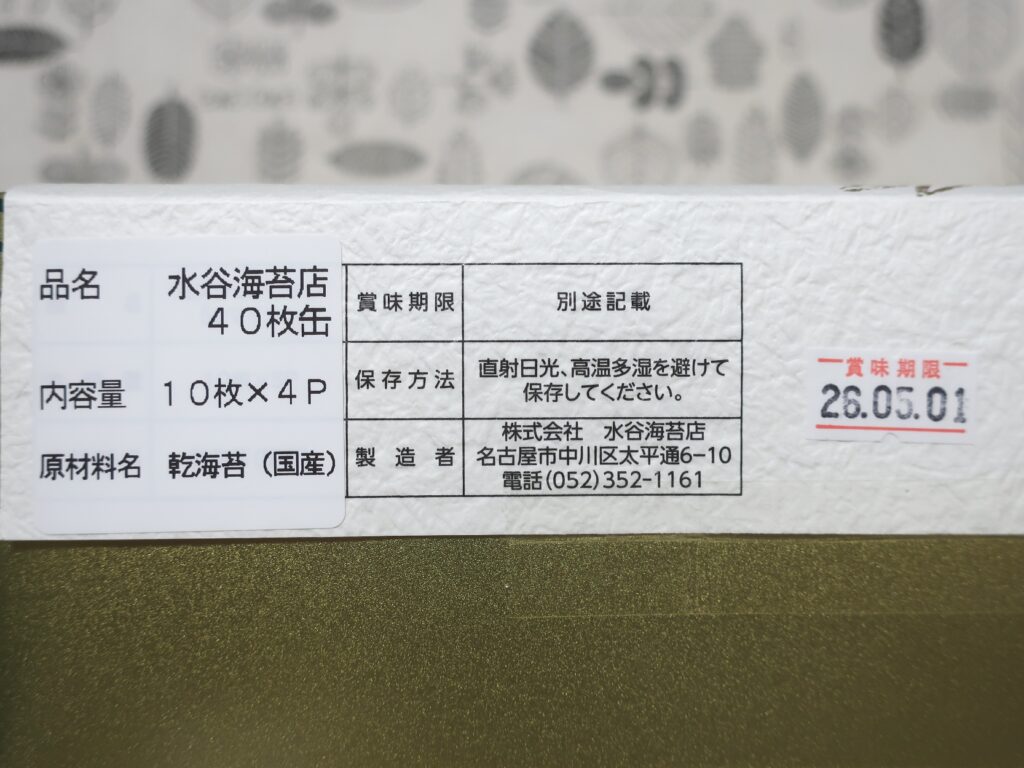 品名 水谷海苔店
40枚缶
内容量 10枚×4P
原材料名 乾海苔(国産)
賞味期限 別途記載
保存方法 直射日光、高温多湿を避けて
保存してください。
製造者 株式会社 水谷海苔店
名古屋市中川区太平通6−10
電話(052)352−1161
賞味期限
26.05.01